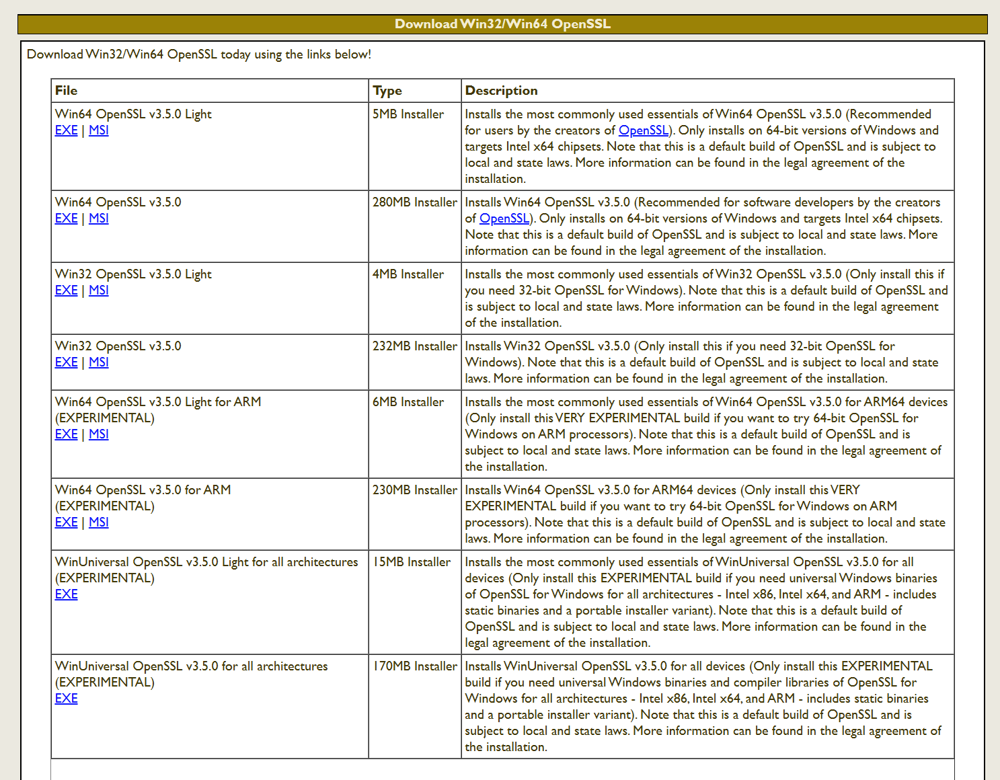 Download Win32/Win64 OpenSSL
Download Win32/Win64 OpenSSL today using the links below!
File Type Description
Win64 OpenSSL v3.5.0 Light
EXE | MSI
5MB Installer
Installs the most commonly used essentials of Win64 OpenSSL v3.5.0 (Recommended
for users by the creators of OpenSSL). Only installs on 64-bit versions of Windows and
targets Intel x64 chipsets. Note that this is a default build of OpenSSL and is subject to
local and state laws. More information can be found in the legal agreement of the
installation.
Win64 OpenSSL v3.5.0
EXE | MSI
280MB Installer
Installs Win64 OpenSSL v3.5.0 (Recommended for software developers by the creators
of OpenSSL). Only installs on 64-bit versions of Windows and targets Intel x64 chipsets.
Note that this is a default build of OpenSSL and is subject to local and state laws. More
information can be found in the legal agreement of the installation.
Win32 OpenSSL v3.5.0 Light
EXE | MSI
4MB Installer
Installs the most commonly used essentials of Win32 OpenSSL v3.5.0 (Only install this if
you need 32-bit OpenSSL for Windows). Note that this is a default build of OpenSSL and
is subject to local and state laws. More information can be found in the legal agreement
of the installation.
Win32 OpenSSL v3.5.0
EXE | MSI
232MB Installer
Installs Win32 OpenSSL v3.5.0 (Only install this if you need 32-bit OpenSSL for
Windows). Note that this is a default build of OpenSSL and is subject to local and state
laws. More information can be found in the legal agreement of the installation.
Win64 OpenSSL v3.5.0 Light for ARM
(EXPERIMENTAL)
EXE | MSI
6MB Installer
Installs the most commonly used essentials of Win64 OpenSSL v3.5.0 for ARM64 devices
(Only install this VERY EXPERIMENTAL build if you want to try 64-bit OpenSSL for
Windows on ARM processors). Note that this is a default build of OpenSSL and is
subject to local and state laws. More information can be found in the legal agreement of
the installation.
Win64 OpenSSL v3.5.0 for ARM
(EXPERIMENTAL)
EXE | MSI
230MB Installer
Installs Win64 OpenSSL v3.5.0 for ARM64 devices (Only install this VERY
EXPERIMENTAL build if you want to try 64-bit OpenSSL for Windows on ARM
processors). Note that this is a default build of OpenSSL and is subject to local and state
laws. More information can be found in the legal agreement of the installation.
WinUniversal OpenSSL v3.5.0 Light for all architectures
(EXPERIMENTAL)
EXE
15MB Installer
Installs the most commonly used essentials of WinUniversal OpenSSL v3.5.0 for all
devices (Only install this EXPERIMENTAL build if you need universal Windows binaries
of OpenSSL for Windows for all architectures - Intel x86, Intel x64, and ARM - includes
static binaries and a portable installer variant). Note that this is a default build of
OpenSSL and is subject to local and state laws. More information can be found in the
legal agreement of the installation.
WinUniversal OpenSSL v3.5.0 for all architectures
(EXPERIMENTAL)
EXE
170MB Installer
Installs WinUniversal OpenSSL v3.5.0 for all devices (Only install this EXPERIMENTAL
build if you need universal Windows binaries and compiler libraries of OpenSSL for
Windows for all architectures - Intel x86, Intel x64, and ARM - includes static binaries
and a portable installer variant). Note that this is a default build of OpenSSL and is
subject to local and state laws. More information can be found in the legal agreement of
the installation.